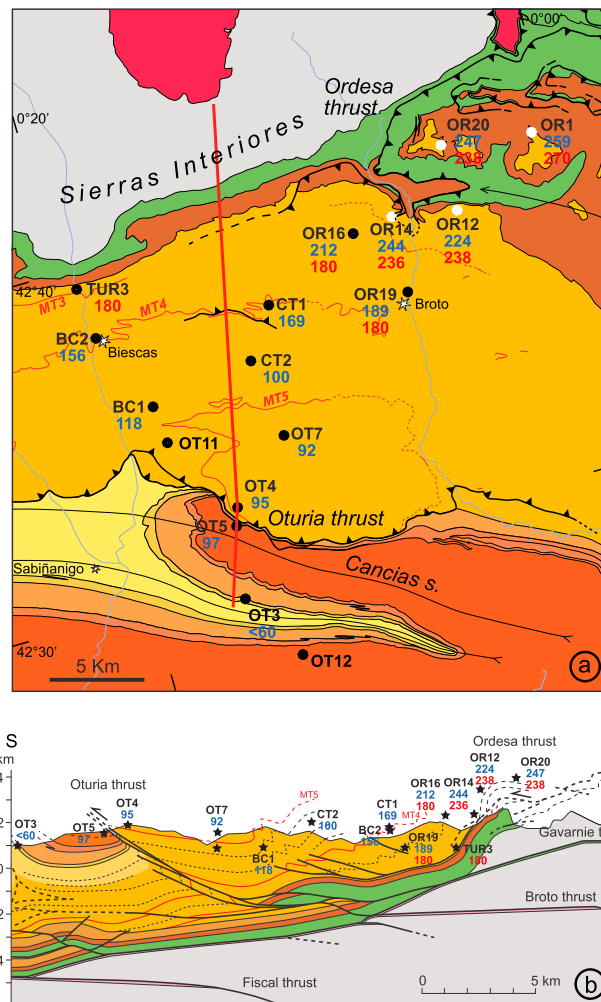 0°00'
0°20'
Ordesa
thrust
Sierras Interiores
OR20
247
238
OR1
259
270
OR16
212
180
OR14
244
236
OR12
224
238
42°40'
TUR3
180
MT3
MT4
CT1
169
OR19
189
180
Broto
BC2
156
Biescas
CT2
100
MT5
BC1
118
OT11
OT7
92
OT4
95
OT5
97
Oturia thrust
Cancias s.
Sabiñanigo
OT3
<60
OT12
42°30'
5 Km
a
S
km
4
2
0
2
4
Oturia thrust
Ordesa thrust
OT3
<60
OT5
97
OT4
95
OT7
92
BC1
118
MT5
CT2
100
CT1
169
BC2
156
MT4
OR16
212
180
OR14
244
236
OR12
224
238
OR20
247
238
OR19
189
180
TUR3
180
Gavarnie t
Broto thrust
Fiscal thrust
0 5 km
b